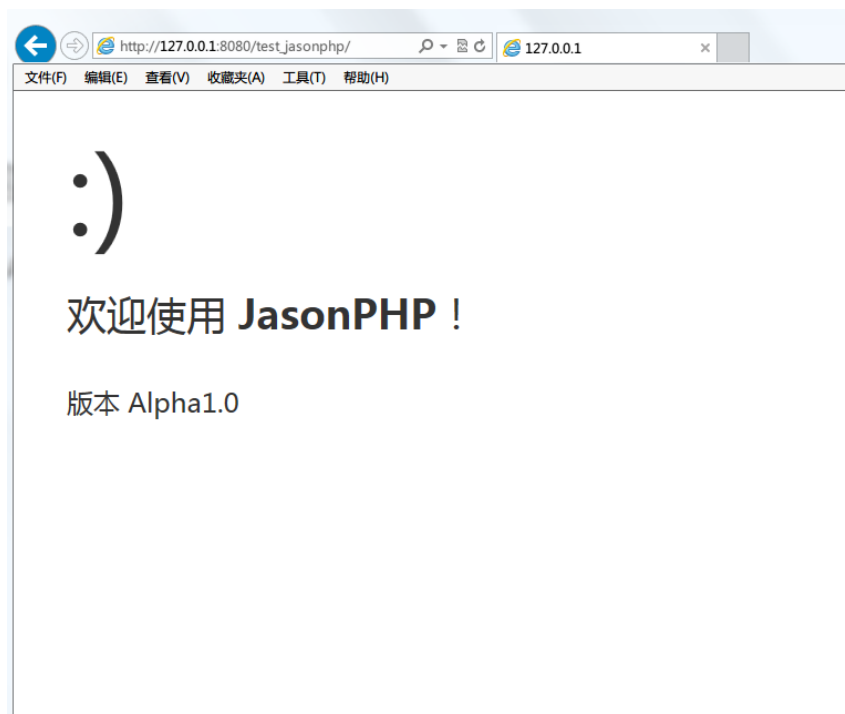 http://127.0.0.1:8080/test_jasonphp/
127.0.0.1
文件(F) 编辑(E) 查看(V) 收藏夹(A) 工具(T) 帮助(H)
:)
欢迎使用 JasonPHP！
版本 Alpha1.0